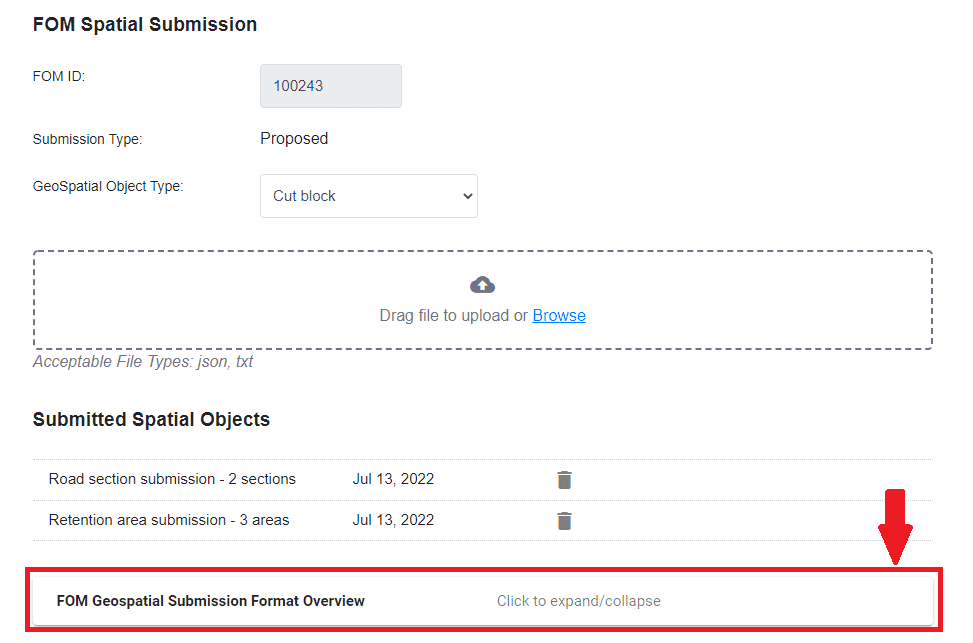 FOM Spatial Submission
FOM ID:
100243
Submission Type:
Proposed
GeoSpatial Object Type:
Cut block
Drag file to upload or Browse
Acceptable File Types: json, txt
Submitted Spatial Objects
Road section submission - 2 sections Jul 13, 2022
Retention area submission - 3 areas Jul 13, 2022
FOM Geospatial Submission Format Overview Click to expand/collapse